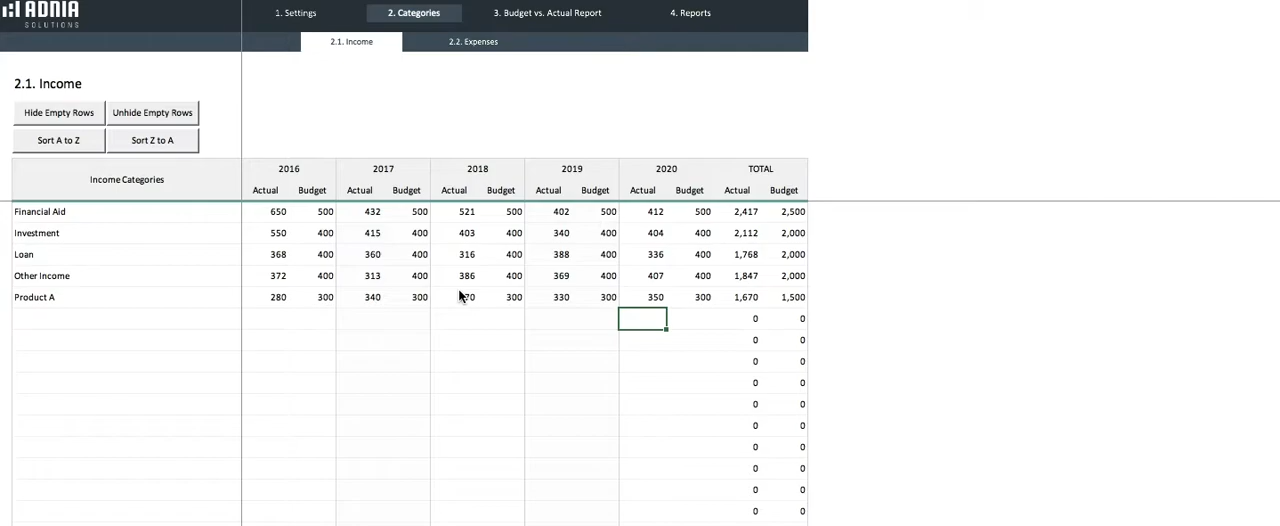 ADNIA
SOLUTIONS
1. Settings 2. Categories 3. Budget vs. Actual Report 4. Reports
2.1. Income 2.2. Expenses
2.1. Income
Hide Empty Rows Unhide Empty Rows
Sort A to Z Sort Z to A
Income Categories 2016 2017 2018 2019 2020 TOTAL
Actual Budget Actual Budget Actual Budget Actual Budget Actual Budget Actual Budget
Financial Aid 650 500 432 500 521 500 402 500 412 500 2,417 2,500
Investment 550 400 415 400 403 400 340 400 404 400 2,112 2,000
Loan 368 400 360 400 316 400 388 400 336 400 1,768 2,000
Other Income 372 400 313 400 386 400 369 400 407 400 1,847 2,000
Product A 280 300 340 300 300 330 300 350 300 1,670 1,500
0 0
0 0
0 0
0 0
0 0
0 0
0 0
0 0
0 0
0 0